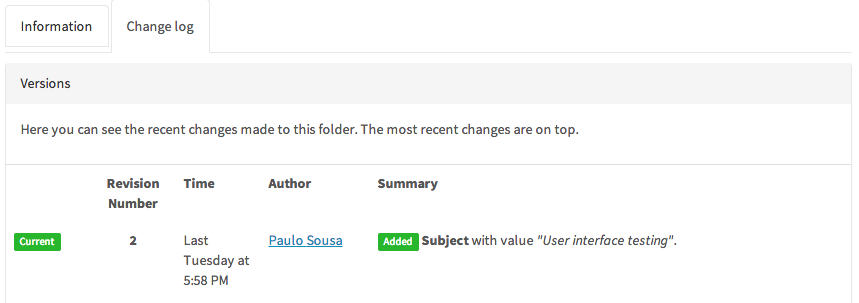 Information Change log
Versions
Here you can see the recent changes made to this folder. The most recent changes are on top.
Revision Number Time Author Summary
Current 2 Last Tuesday at 5:58 PM Paulo Sousa Added Subject with value "User interface testing".